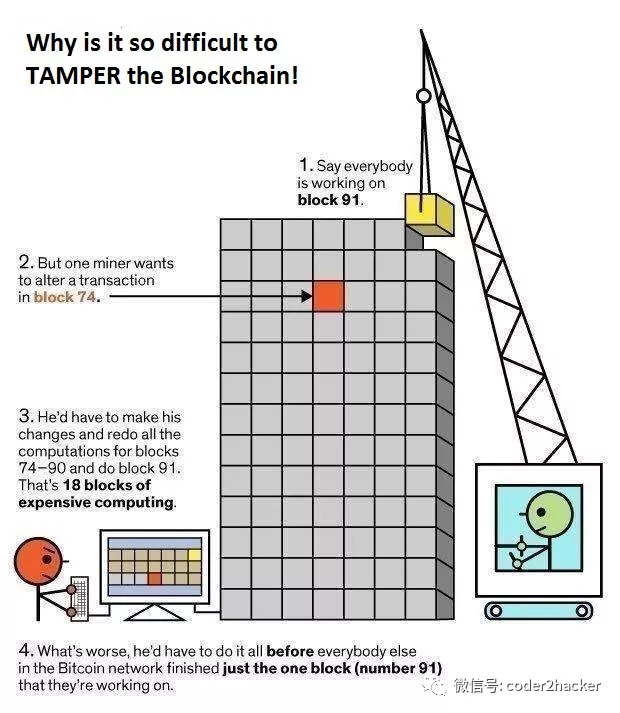 Why is it so difficult to
TAMPER the Blockchain!
1. Say everybody
is working on
block 91.
2. But one miner wants
to alter a transaction
in block 74.
3. He'd have to make his
changes and redo all the
computations for blocks
74–90 and do block 91.
That's 18 blocks of
expensive computing.
4. What's worse, he'd have to do it all before everybody else
in the Bitcoin network finished just the one block (number 91)
that they're working on.
微信号: coder2hacker